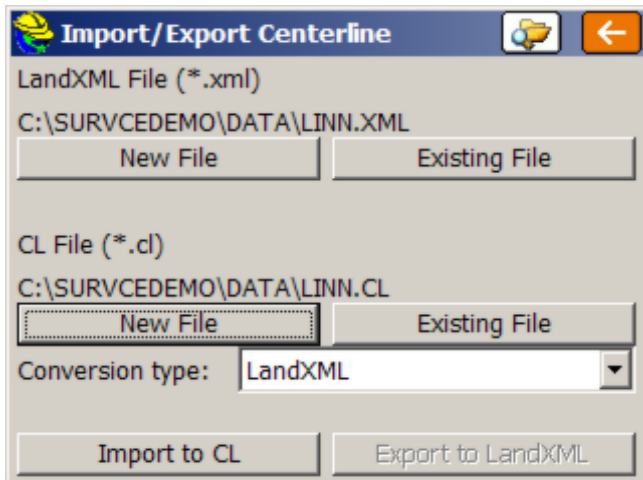 Import/Export Centerline
LandXML File (*.xml)
C:\SURVCEDEMO\DATA\LINN.XML
New File Existing File
CL File (*.cl)
C:\SURVCEDEMO\DATA\LINN.CL
New File Existing File
Conversion type: LandXML
Import to CL Export to LandXML